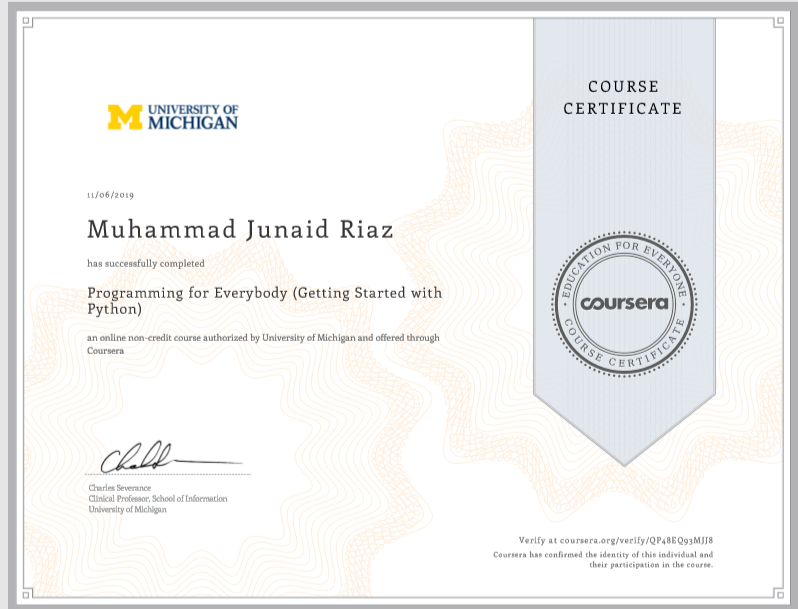 UNIVERSITY OF
MICHIGAN
COURSE
CERTIFICATE
11/06/2019
Muhammad Junaid Riaz
has successfully completed
Programming for Everybody (Getting Started with
Python)
an online non-credit course authorized by University of Michigan and offered through
Coursera
EDUCATION FOR EVERYONE
coursera
COURSE CERTIFICATE
Charles Severance
Clinical Professor, School of Information
University of Michigan
Verify at coursera.org/verify/QP48EQ93MJJ8
Coursera has confirmed the identity of this individual and
their participation in the course.